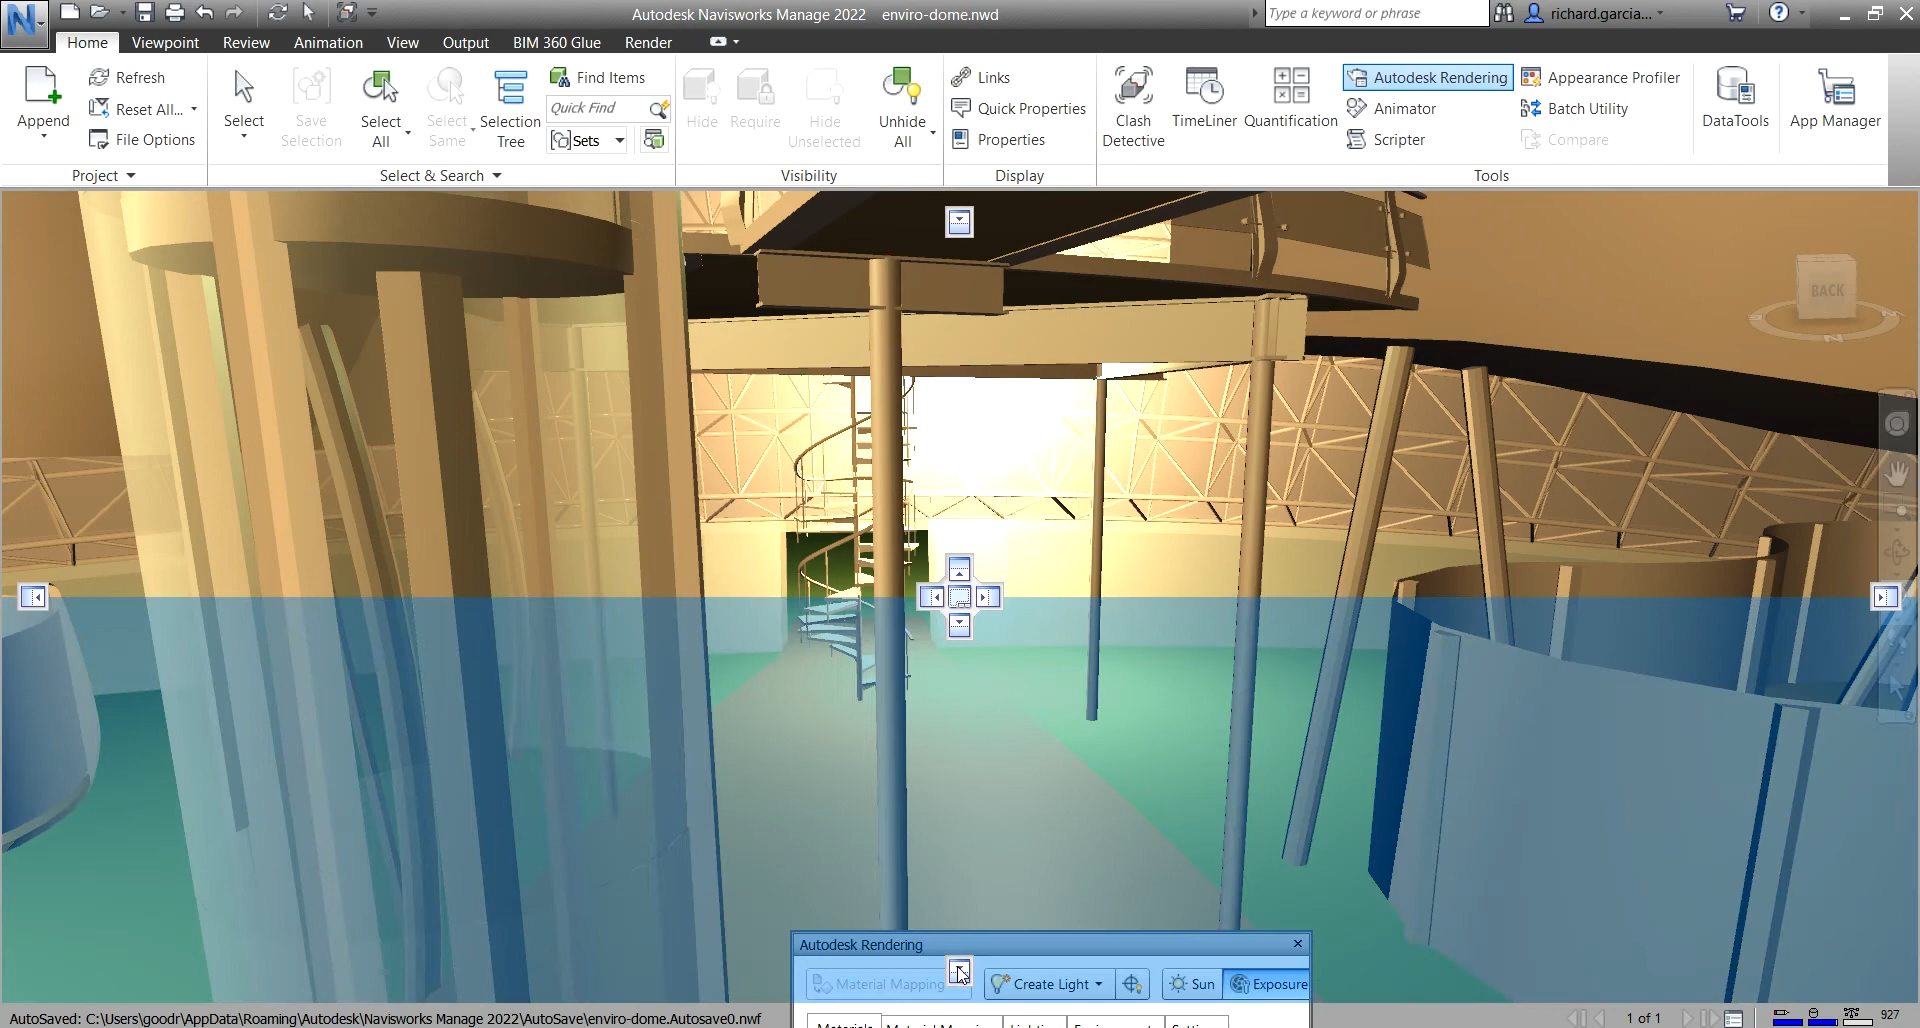 Autodesk Navisworks Manage 2022 enviro-dome.nwd
Type a keyword or phrase
richard.garcia...
Home Viewpoint Review Animation View Output BIM 360 Glue Render
Append
Refresh
Reset All...
File Options
Project
Select
Save Selection
Select All
Select Same
Selection Tree
Find Items
Quick Find
Sets
Select & Search
Hide
Require
Hide Unselected
Unhide All
Visibility
Links
Quick Properties
Properties
Display
Clash Detective
TimeLiner
Quantification
Autodesk Rendering
Animator
Scripter
Appearance Profiler
Batch Utility
Compare
DataTools
App Manager
Tools
BACK
Autodesk Rendering
Material Mapping
Create Light
Sun
Exposure
AutoSaved: C:\Users\goodr\AppData\Roaming\Autodesk\Navisworks Manage 2022\AutoSave\enviro-dome.Autosave0.nwf
1 of 1
927